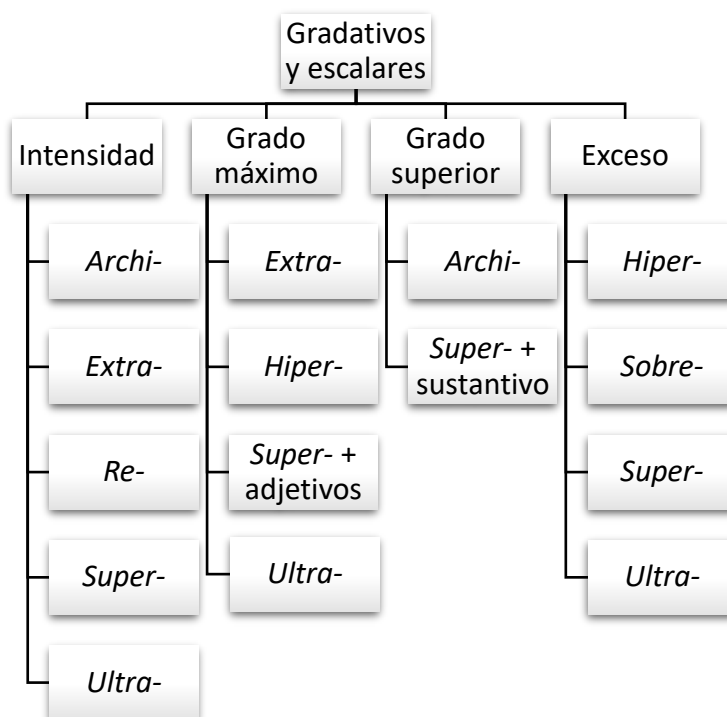 Gradativos
y escalares
Intensidad
Archi-
Extra-
Re-
Super-
Ultra-
Grado
máximo
Extra-
Hiper-
Super- +
adjetivos
Ultra-
Grado
superior
Archi-
Super- +
sustantivo
Exceso
Hiper-
Sobre-
Super-
Ultra-